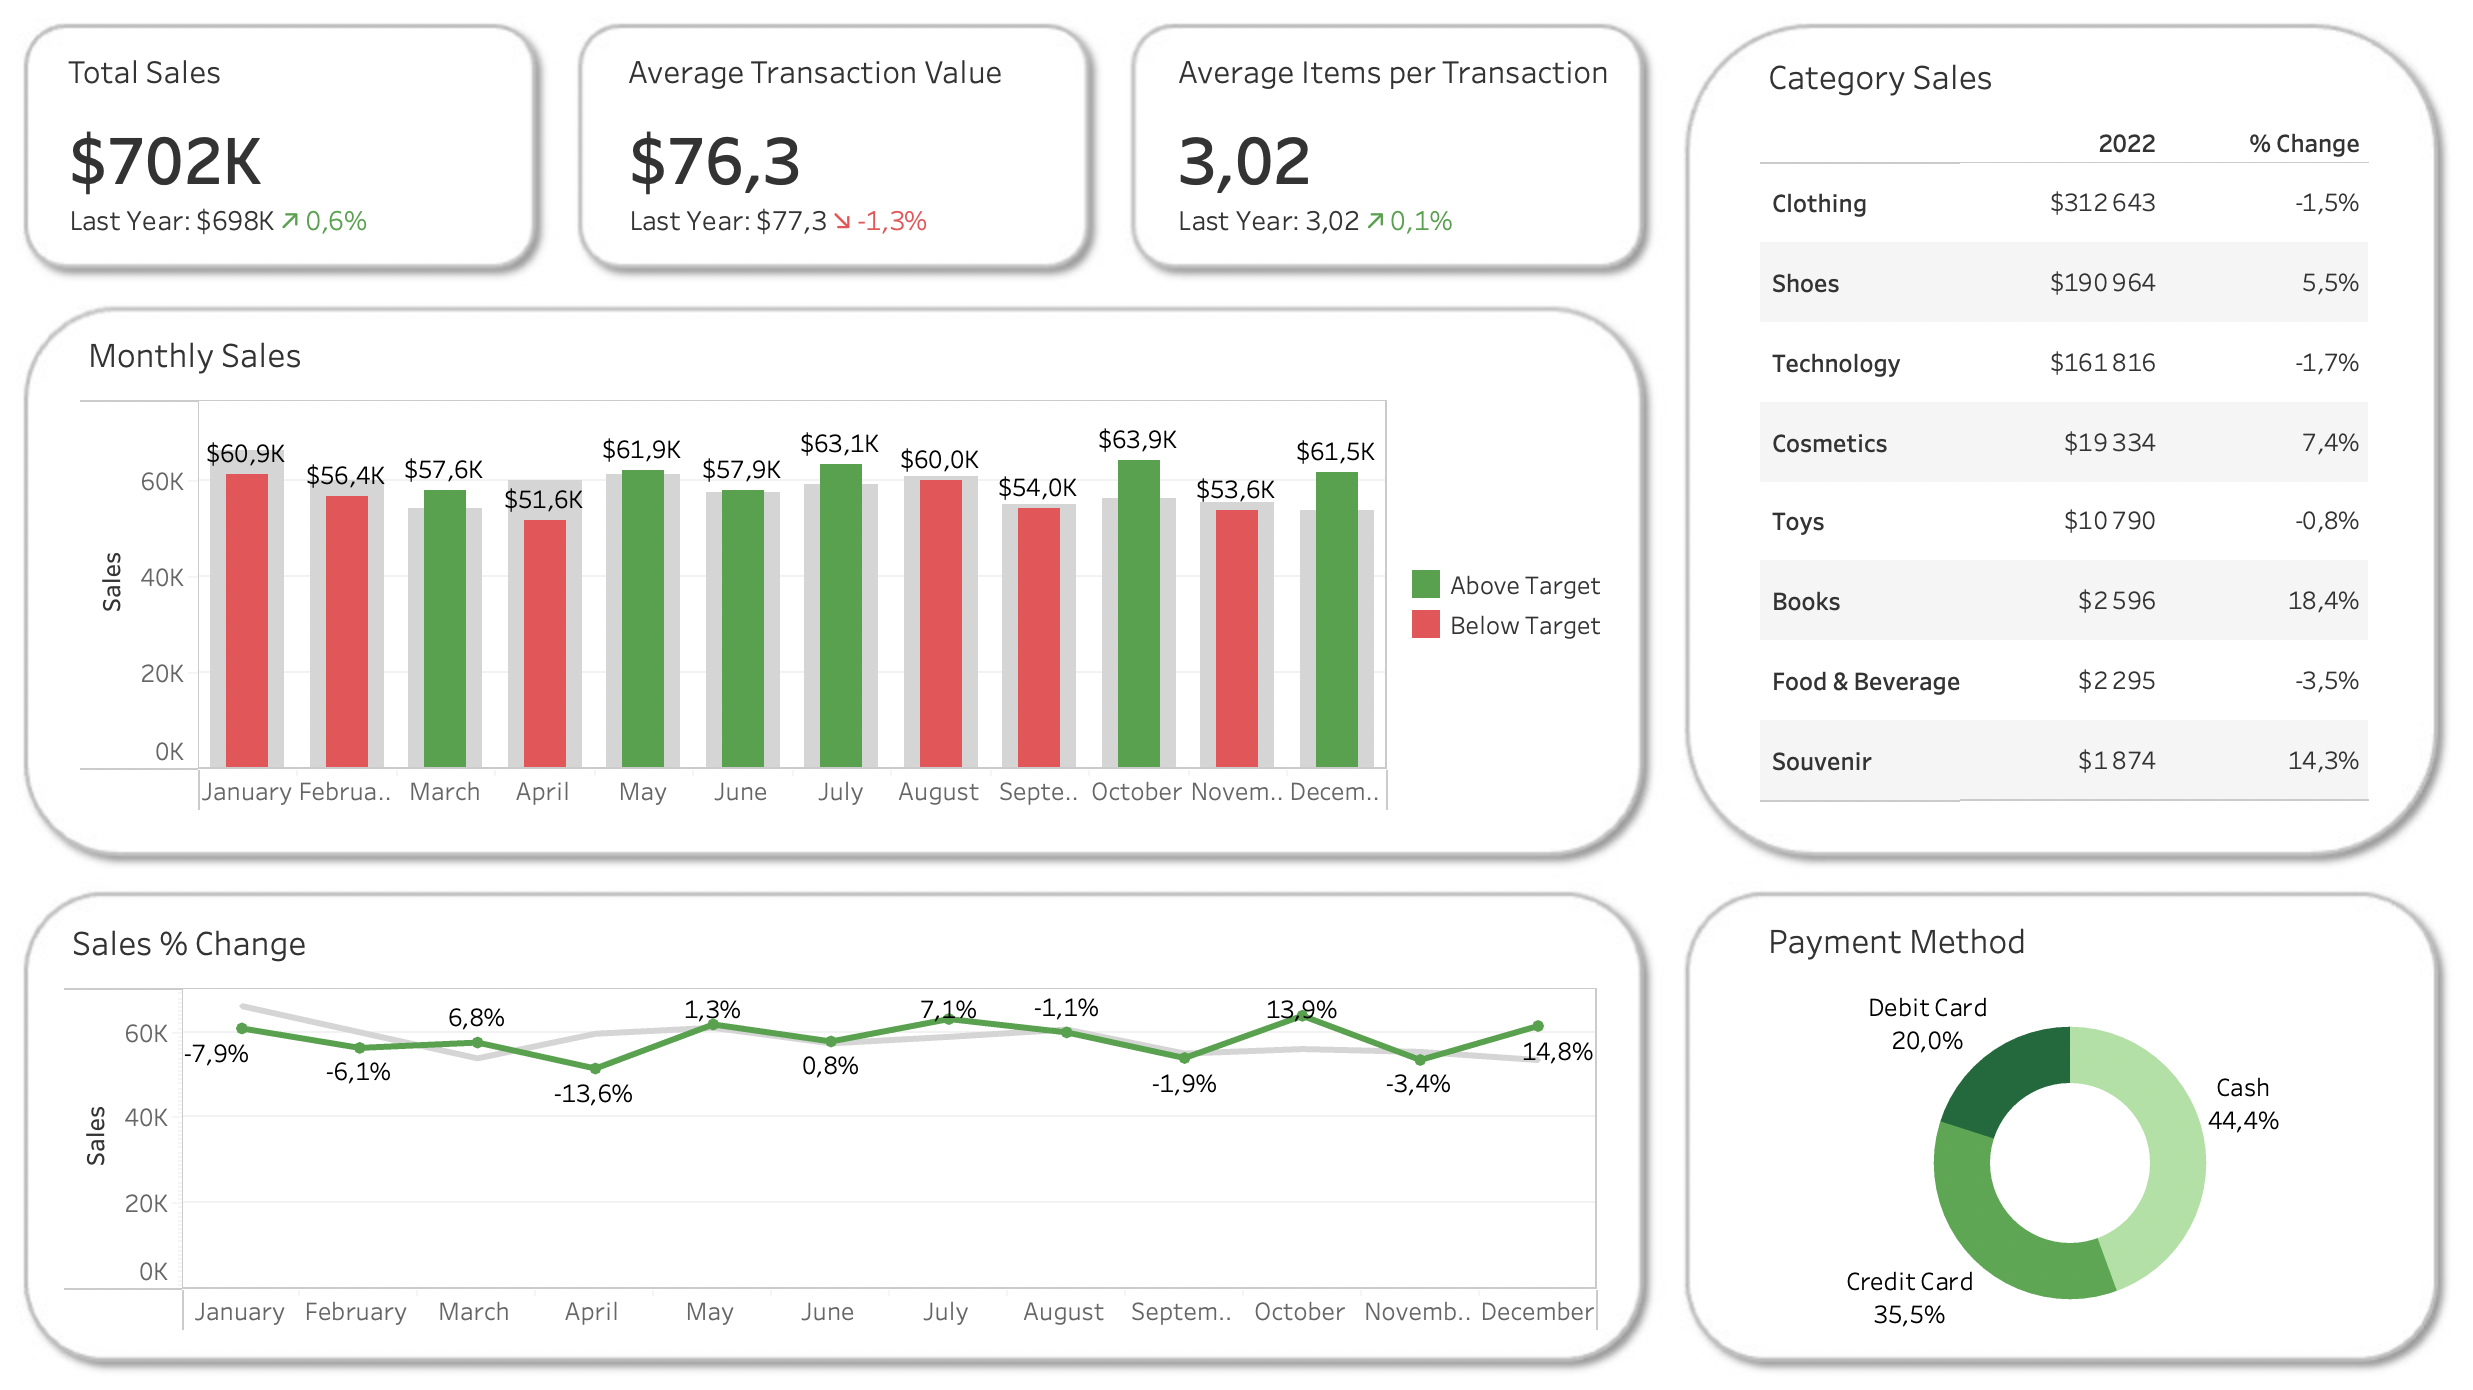 Total Sales
$702K
Last Year: $698K ↗ 0,6%
Average Transaction Value
$76,3
Last Year: $77,3 ↘ -1,3%
Average Items per Transaction
3,02
Last Year: 3,02 ↗ 0,1%
Monthly Sales
Sales
60K
40K
20K
0K
$60,9K
$56,4K
$57,6K
$51,6K
$61,9K
$57,9K
$63,1K
$60,0K
$54,0K
$63,9K
$53,6K
$61,5K
January Februa.. March April May June July August Septe.. October Novem.. Decem..
Above Target
Below Target
Category Sales
2022 % Change
Clothing $312 643 -1,5%
Shoes $190 964 5,5%
Technology $161 816 -1,7%
Cosmetics $19 334 7,4%
Toys $10 790 -0,8%
Books $2 596 18,4%
Food & Beverage $2 295 -3,5%
Souvenir $1 874 14,3%
Sales % Change
Sales
60K
40K
20K
0K
-7,9%
-6,1%
6,8%
-13,6%
1,3%
0,8%
7,1%
-1,1%
-1,9%
13,9%
-3,4%
14,8%
January February March April May June July August Septem.. October Novemb.. December
Payment Method
Debit Card
20,0%
Cash
44,4%
Credit Card
35,5%